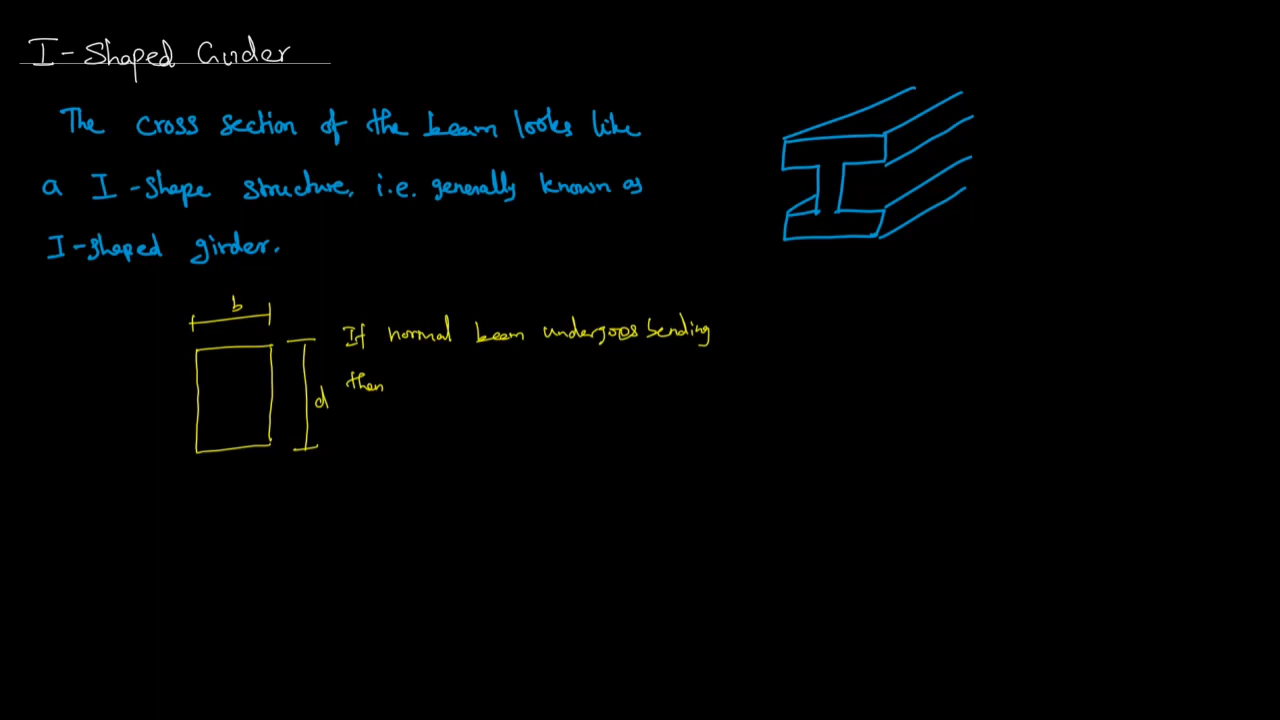 I-Shaped Girder
The cross section of the beam looks like
a I-shape structure, i.e. generally known as
I-shaped girder.
b
If normal beam undergoes bending
then
d